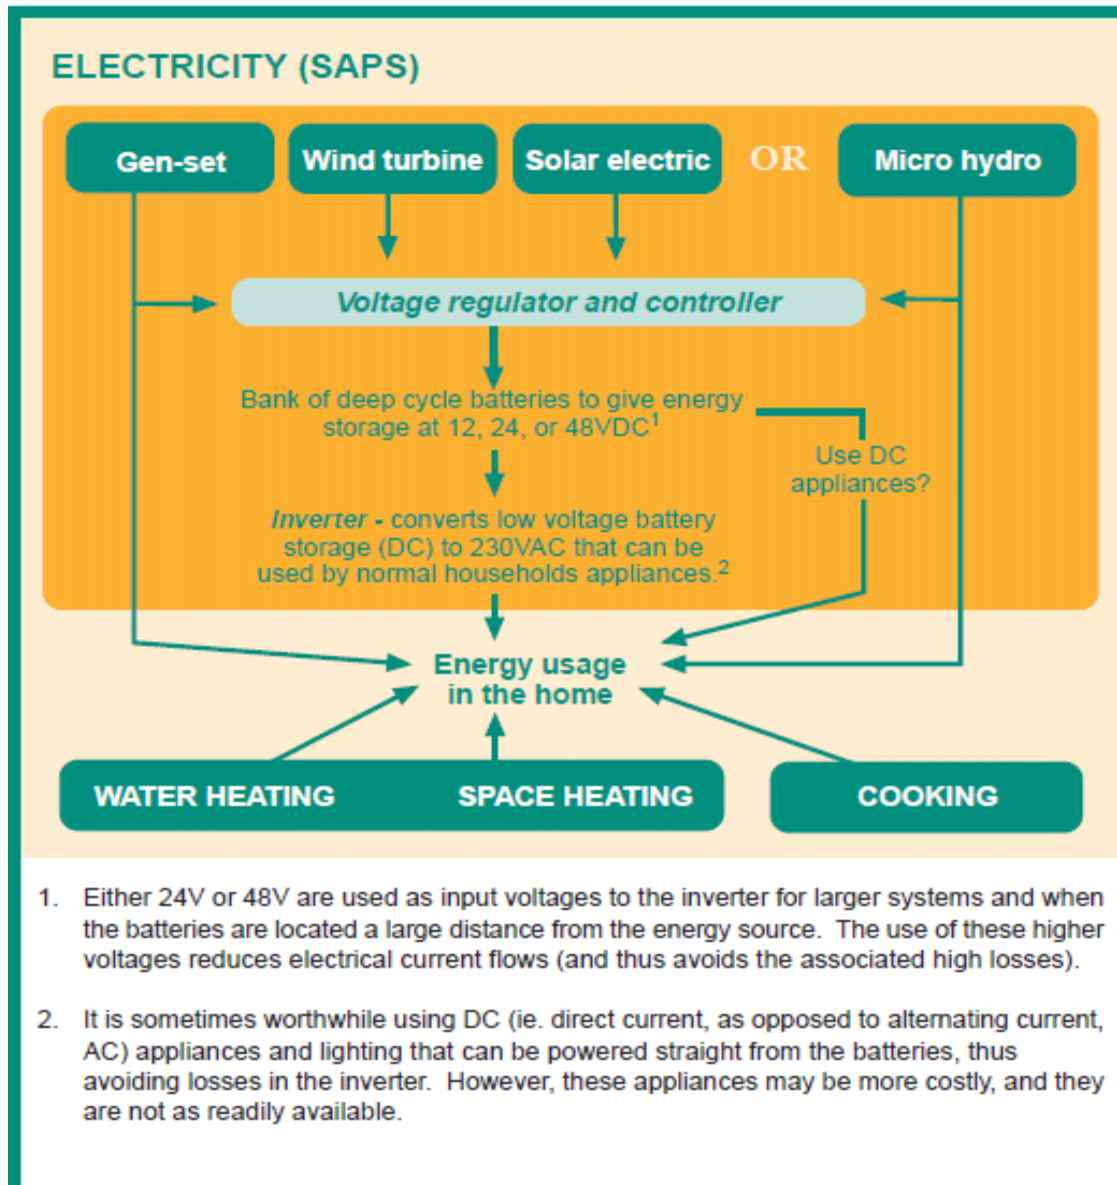 ELECTRICITY (SAPS)
Gen-set
Wind turbine
Solar electric
OR
Micro hydro
Voltage regulator and controller
Bank of deep cycle batteries to give energy
storage at 12, 24, or 48VDC1
Use DC
appliances?
Inverter - converts low voltage battery
storage (DC) to 230VAC that can be
used by normal households appliances.2
Energy usage
in the home
WATER HEATING
SPACE HEATING
COOKING
1. Either 24V or 48V are used as input voltages to the inverter for larger systems and when
the batteries are located a large distance from the energy source. The use of these higher
voltages reduces electrical current flows (and thus avoids the associated high losses).
2. It is sometimes worthwhile using DC (ie. direct current, as opposed to alternating current,
AC) appliances and lighting that can be powered straight from the batteries, thus
avoiding losses in the inverter. However, these appliances may be more costly, and they
are not as readily available.